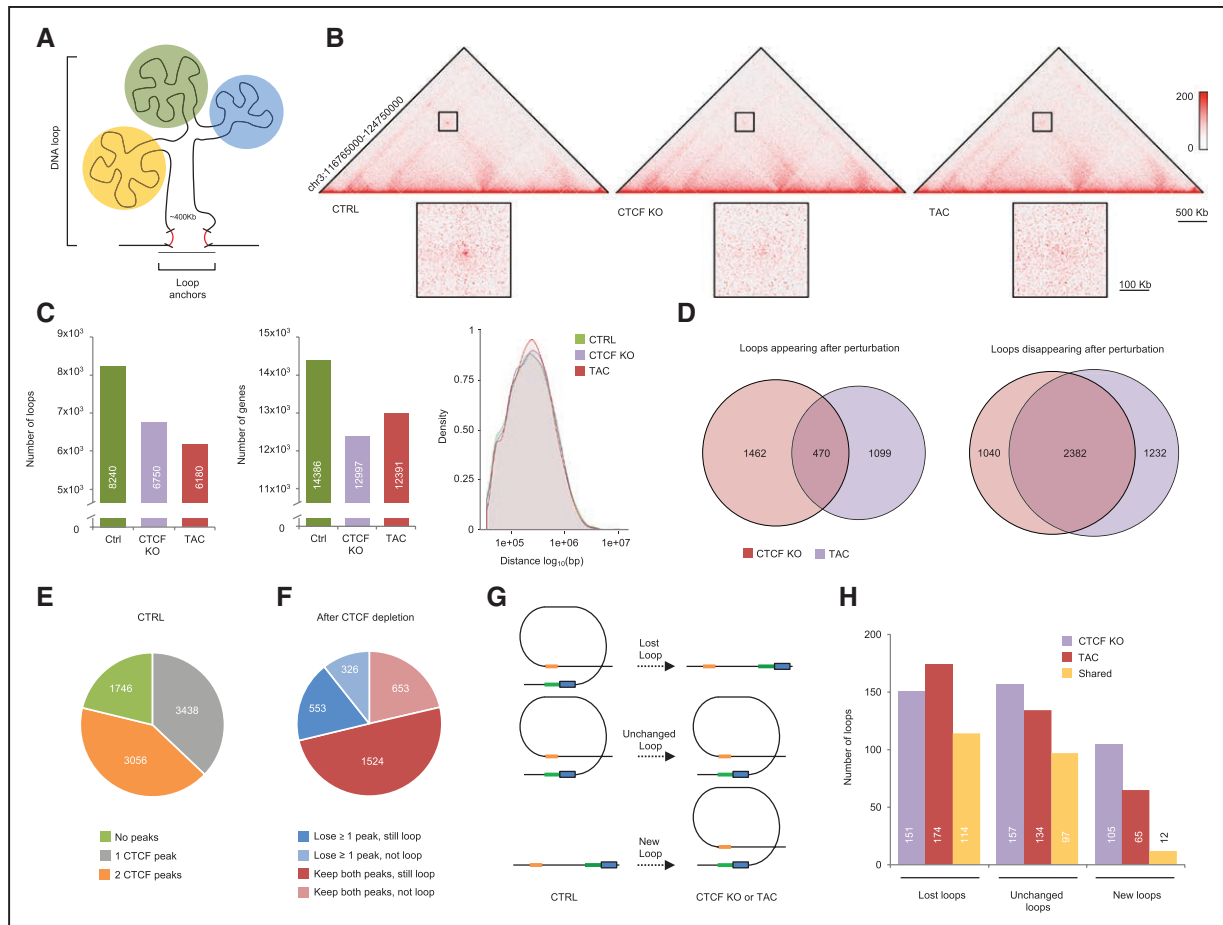 A
DNA loop
~400Kb
Loop
anchors
B
chr3:116765000-124750000
CTRL
CTCF KO
TAC
200
0
500 Kb
100 Kb
C
Number of loops
9x10³
8x10³
7x10³
6x10³
5x10³
0
8240
6750
6180
Ctrl
CTCF
KO
TAC
Number of genes
15x10³
14x10³
13x10³
12x10³
11x10³
0
14386
12997
12391
Ctrl
CTCF
KO
TAC
Density
1
0.75
0.5
0.25
0
1e+05
1e+06
1e+07
Distance log₁₀(bp)
CTRL
CTCF KO
TAC
D
Loops appearing after perturbation
1462
470
1099
Loops disappearing after perturbation
1040
2382
1232
CTCF KO
TAC
E
CTRL
1746
3438
3056
No peaks
1 CTCF peak
2 CTCF peaks
F
After CTCF depletion
326
653
553
1524
Lose ≥ 1 peak, still loop
Lose ≥ 1 peak, not loop
Keep both peaks, still loop
Keep both peaks, not loop
G
Lost
Loop
Unchanged
Loop
New
Loop
CTRL
CTCF KO or TAC
H
Number of loops
200
150
100
50
0
CTCF KO
TAC
Shared
151
174
114
157
134
97
105
65
12
Lost loops
Unchanged
loops
New loops